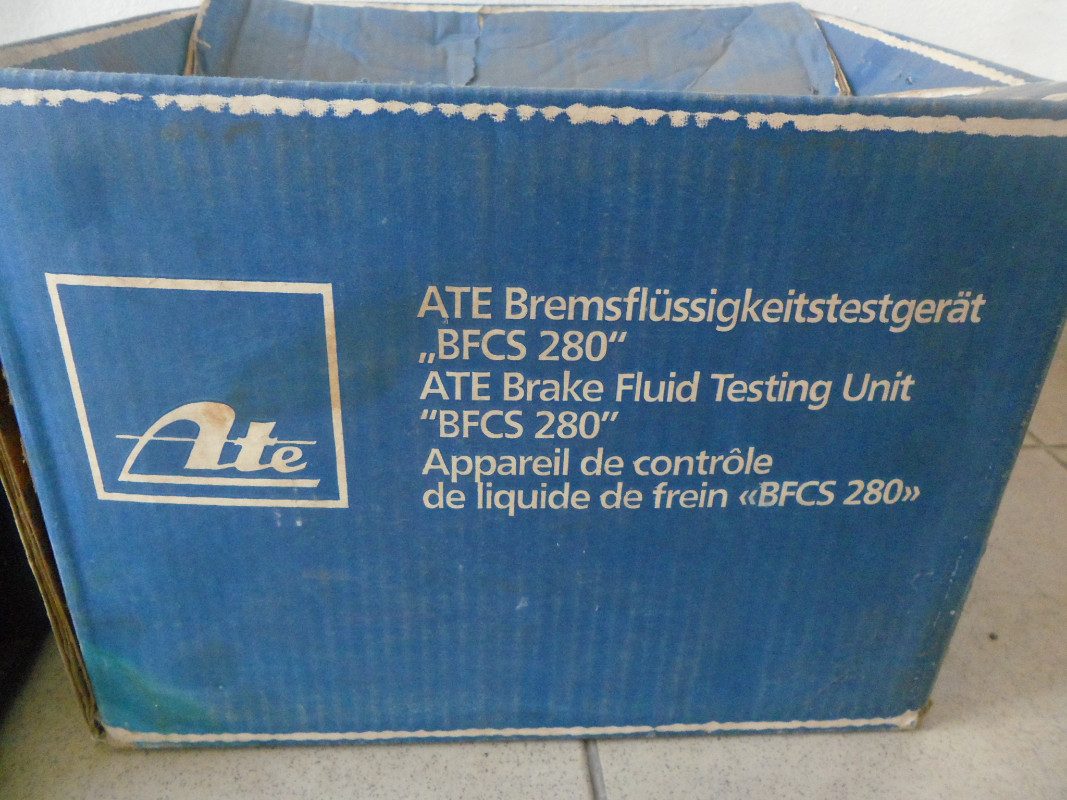 Ate
ATE Bremsflüssigkeitstestgerät
„BFCS 280“
ATE Brake Fluid Testing Unit
“BFCS 280”
Appareil de contrôle
de liquide de frein «BFCS 280»